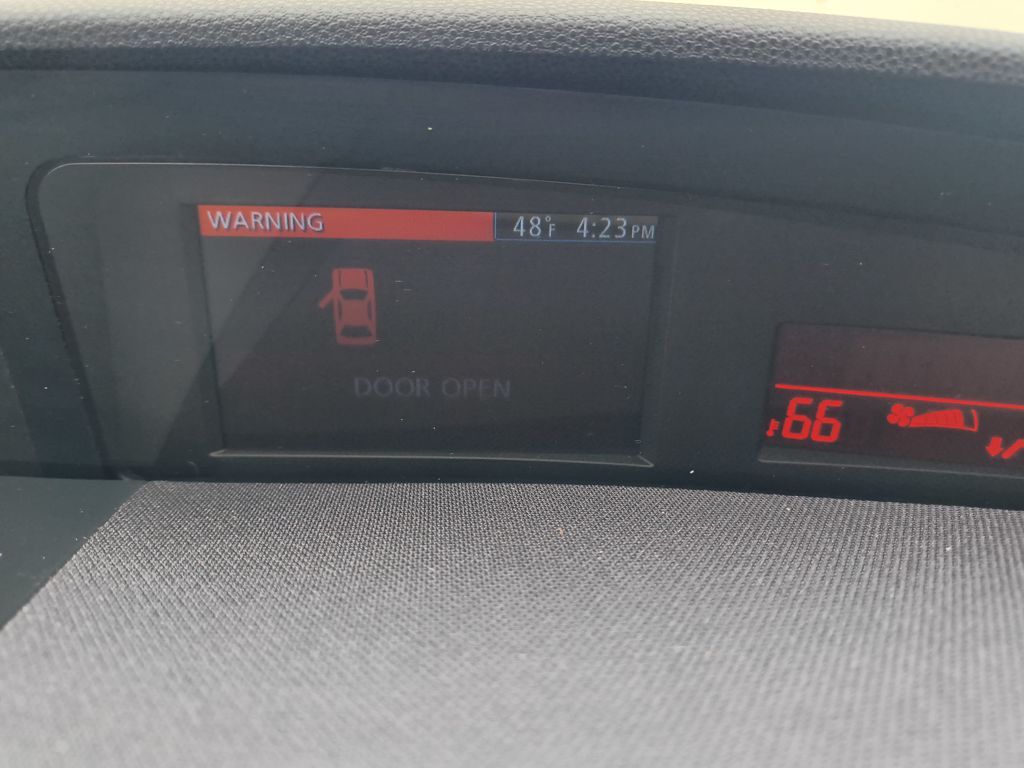 WARNING 48°F 4:23PM
DOOR OPEN
66